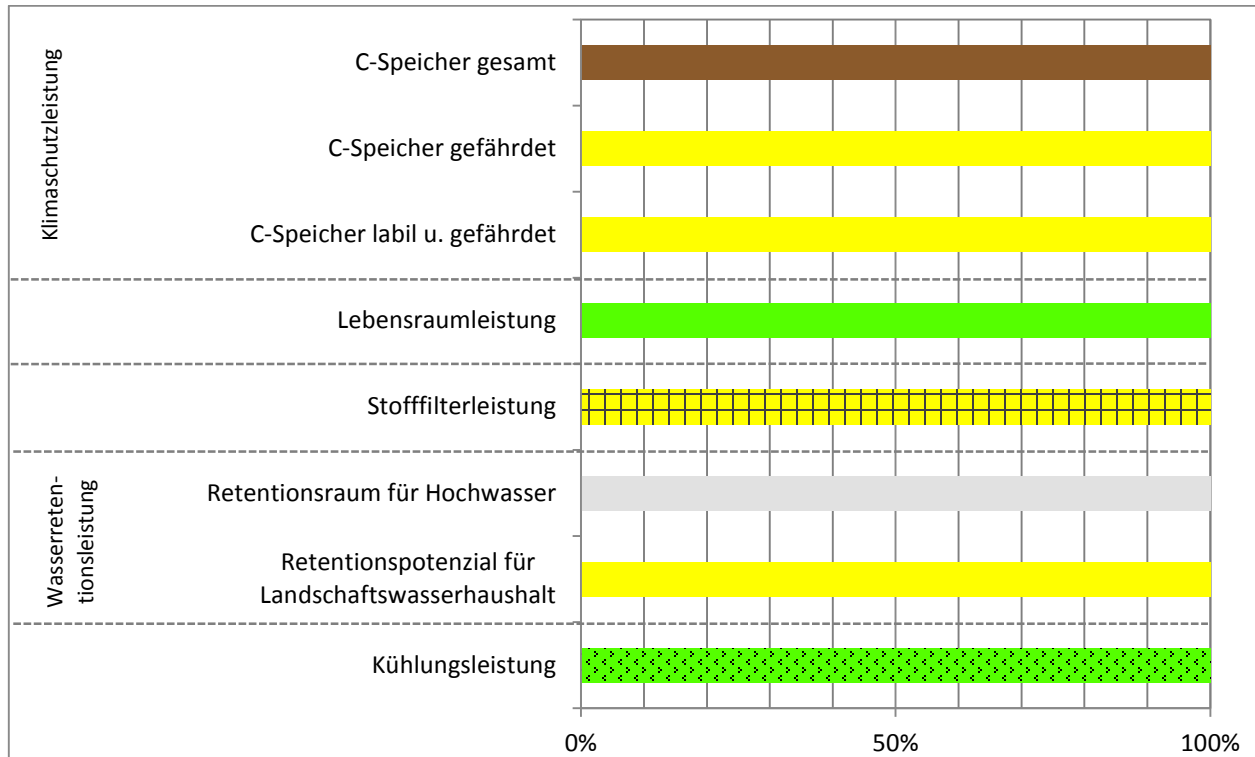 Klimaschutzleistung
C-Speicher gesamt
C-Speicher gefährdet
C-Speicher labil u. gefährdet
Lebensraumleistung
Stofffilterleistung
Wasserreten-
tionsleistung
Retentionsraum für Hochwasser
Retentionspotenzial für
Landschaftswasserhaushalt
Kühlungsleistung
0%
50%
100%